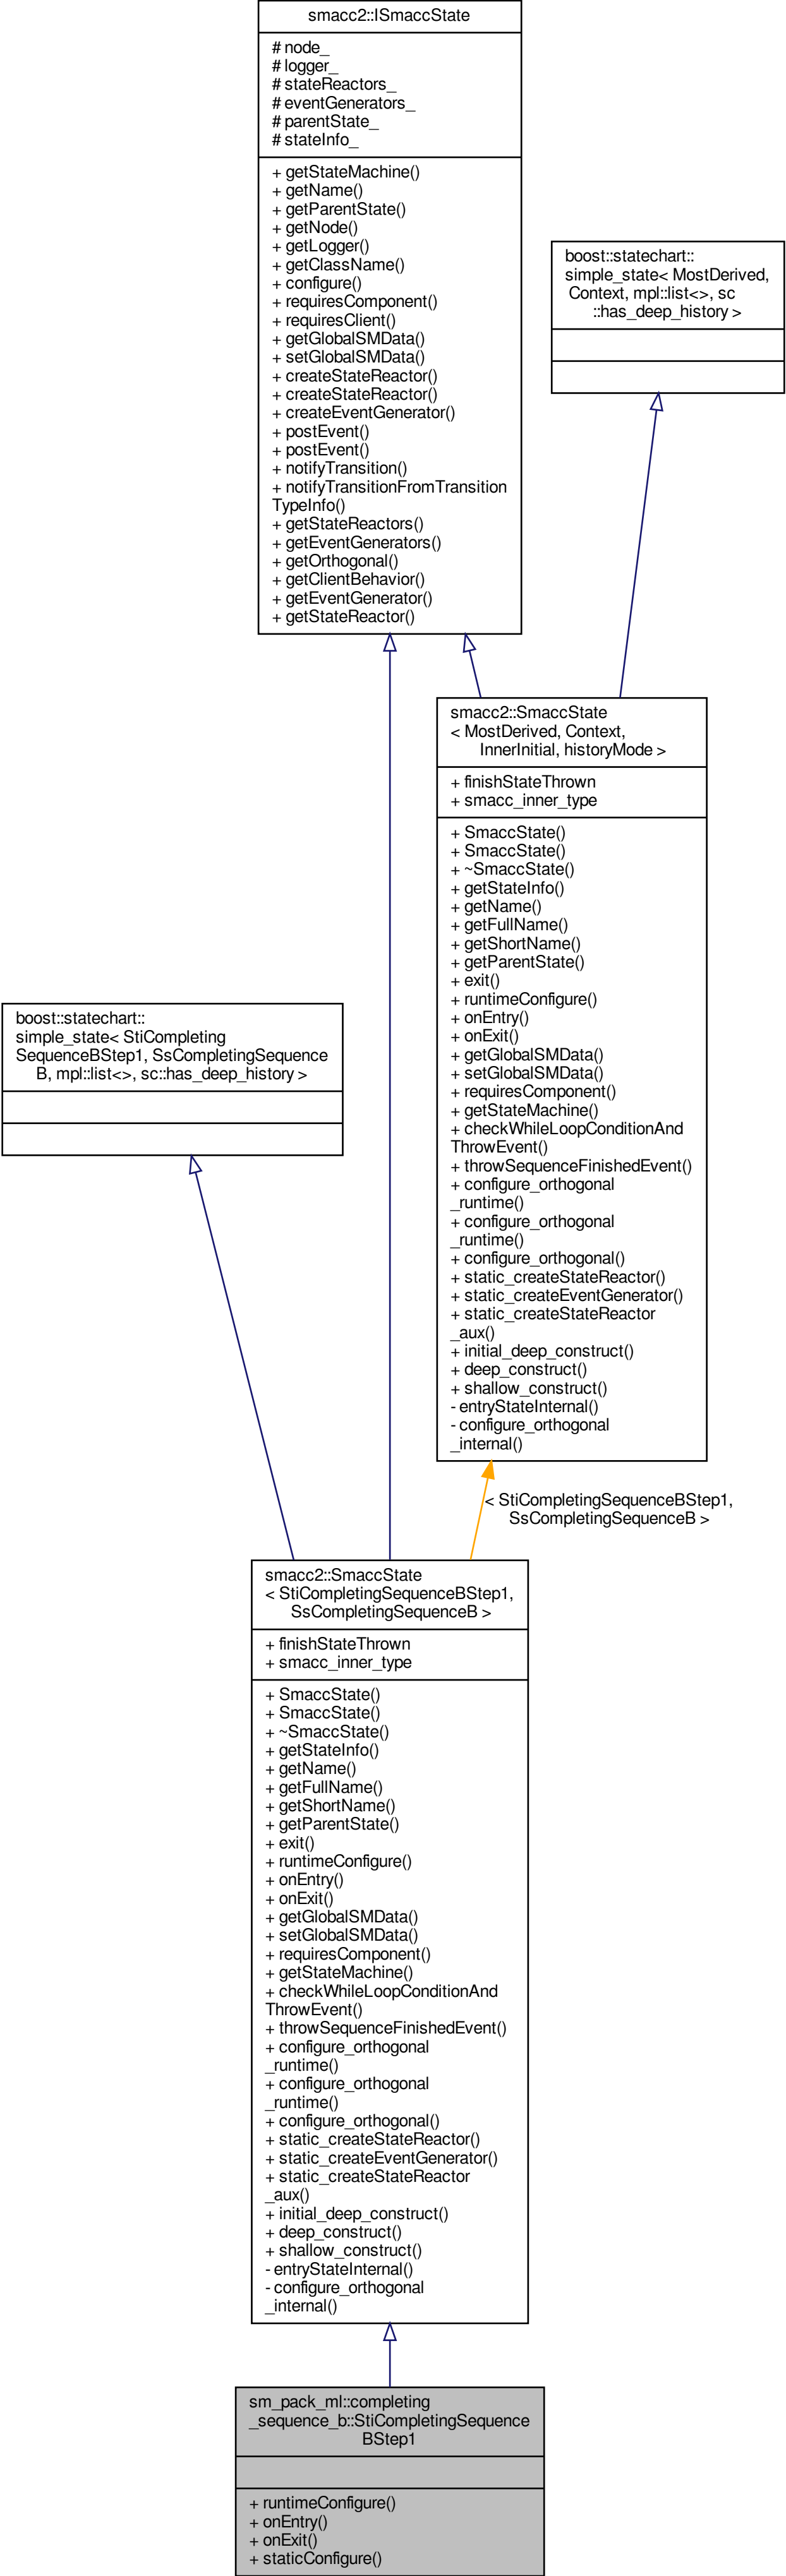 smacc2::ISmaccState
# node_
# logger_
# stateReactors_
# eventGenerators_
# parentState_
# stateInfo_
+ getStateMachine()
+ getName()
+ getParentState()
+ getNode()
+ getLogger()
+ getClassName()
+ configure()
+ requiresComponent()
+ requiresClient()
+ getGlobalSMData()
+ setGlobalSMData()
+ createStateReactor()
+ createStateReactor()
+ createEventGenerator()
+ postEvent()
+ postEvent()
+ notifyTransition()
+ notifyTransitionFromTransition
TypeInfo()
+ getStateReactors()
+ getEventGenerators()
+ getOrthogonal()
+ getClientBehavior()
+ getEventGenerator()
+ getStateReactor()
boost::statechart::
simple_state< MostDerived,
Context, mpl::list<>, sc
::has_deep_history >
smacc2::SmaccState
< MostDerived, Context,
InnerInitial, historyMode >
+ finishStateThrown
+ smacc_inner_type
+ SmaccState()
+ SmaccState()
+ ~SmaccState()
+ getStateInfo()
+ getName()
+ getFullName()
+ getShortName()
+ getParentState()
+ exit()
+ runtimeConfigure()
+ onEntry()
+ onExit()
+ getGlobalSMData()
+ setGlobalSMData()
+ requiresComponent()
+ getStateMachine()
+ checkWhileLoopConditionAnd
ThrowEvent()
+ throwSequenceFinishedEvent()
+ configure_orthogonal
_runtime()
+ configure_orthogonal
_runtime()
+ configure_orthogonal()
+ static_createStateReactor()
+ static_createEventGenerator()
+ static_createStateReactor
_aux()
+ initial_deep_construct()
+ deep_construct()
+ shallow_construct()
- entryStateInternal()
- configure_orthogonal
_internal()
boost::statechart::
simple_state< StiCompleting
SequenceBStep1, SsCompletingSequence
B, mpl::list<>, sc::has_deep_history >
< StiCompletingSequenceBStep1,
SsCompletingSequenceB >
smacc2::SmaccState
< StiCompletingSequenceBStep1,
SsCompletingSequenceB >
+ finishStateThrown
+ smacc_inner_type
+ SmaccState()
+ SmaccState()
+ ~SmaccState()
+ getStateInfo()
+ getName()
+ getFullName()
+ getShortName()
+ getParentState()
+ exit()
+ runtimeConfigure()
+ onEntry()
+ onExit()
+ getGlobalSMData()
+ setGlobalSMData()
+ requiresComponent()
+ getStateMachine()
+ checkWhileLoopConditionAnd
ThrowEvent()
+ throwSequenceFinishedEvent()
+ configure_orthogonal
_runtime()
+ configure_orthogonal
_runtime()
+ configure_orthogonal()
+ static_createStateReactor()
+ static_createEventGenerator()
+ static_createStateReactor
_aux()
+ initial_deep_construct()
+ deep_construct()
+ shallow_construct()
- entryStateInternal()
- configure_orthogonal
_internal()
sm_pack_ml::completing
_sequence_b::StiCompletingSequence
BStep1
+ runtimeConfigure()
+ onEntry()
+ onExit()
+ staticConfigure()